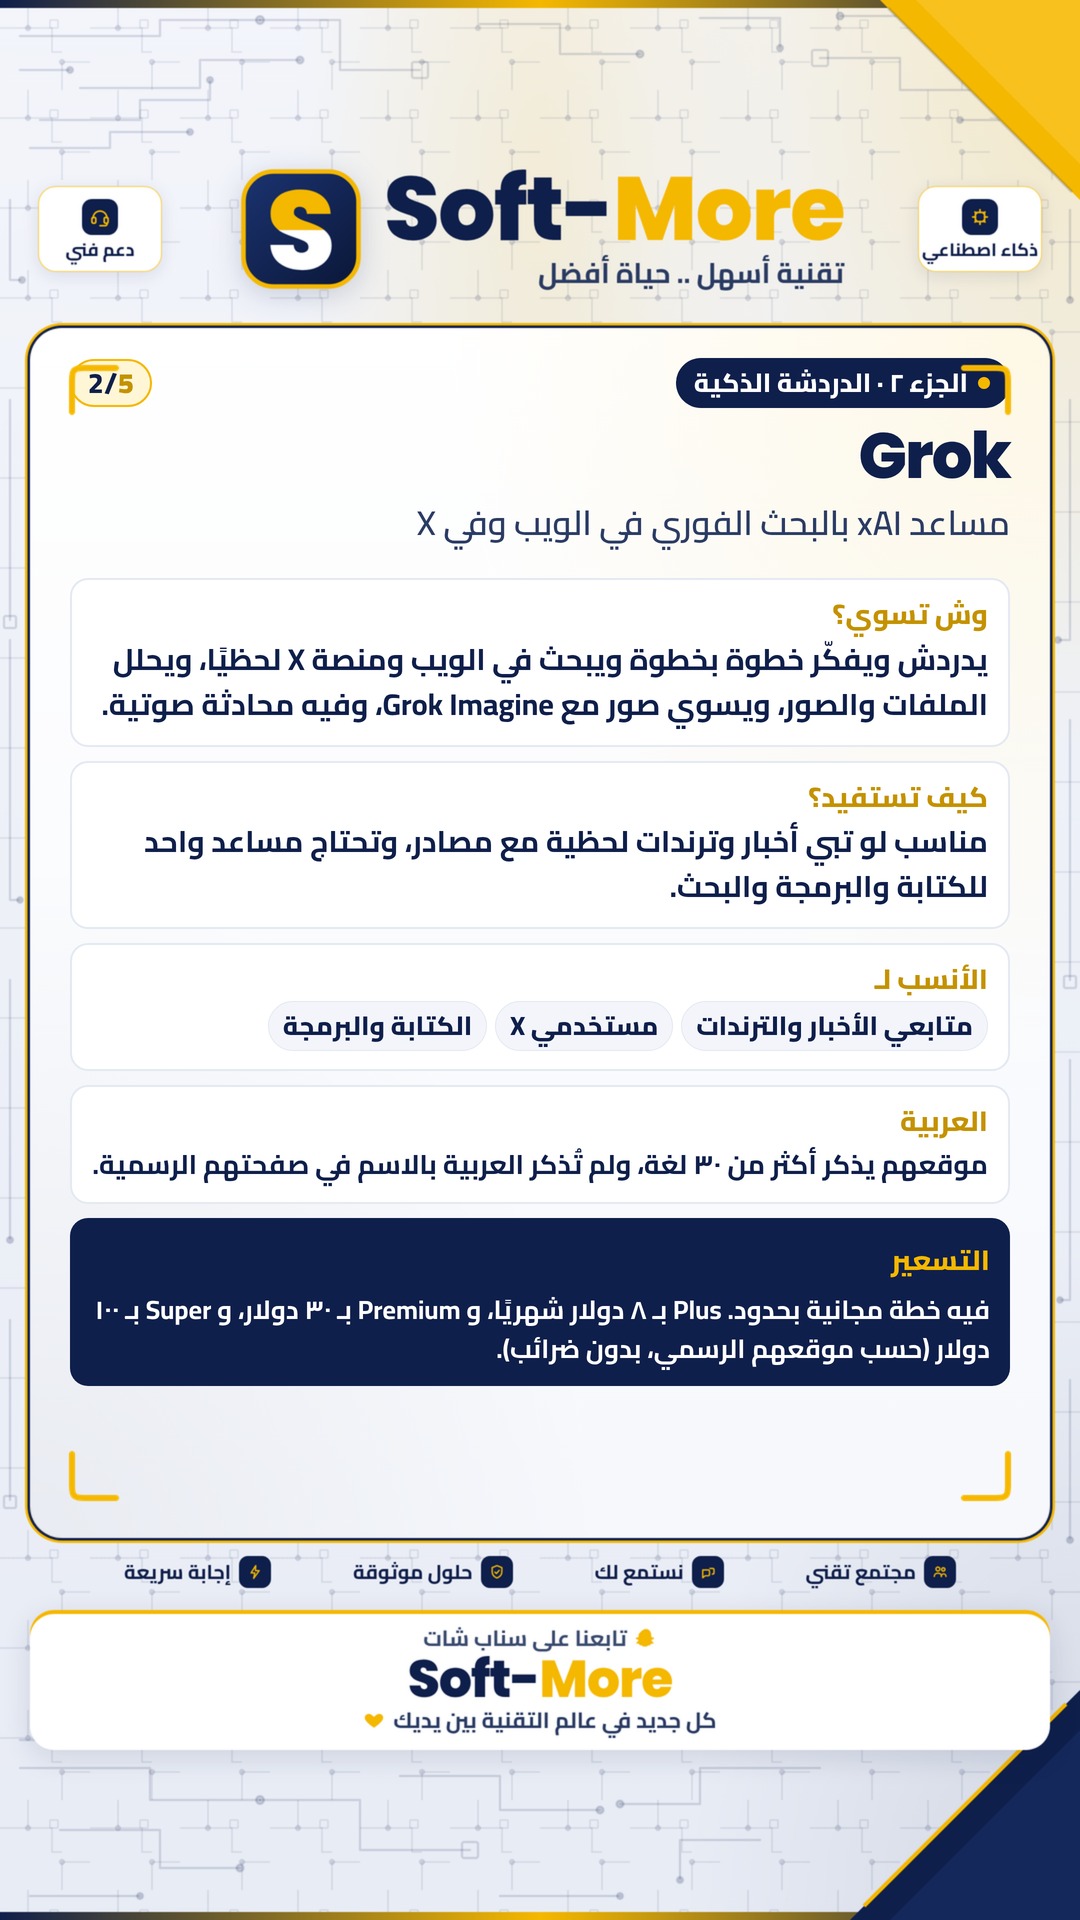 ذكاء اصطناعي
Soft-More
تقنية أسهل .. حياة أفضل
S
دعم فني
الجزء ٢ · الدردشة الذكية
2/5
Grok
مساعد xAI بالبحث الفوري في الويب وفي X
وش تسوي؟
يدردش ويفكّر خطوة بخطوة ويبحث في الويب ومنصة X لحظيًا، ويحلل
الملفات والصور، ويسوي صور مع Grok Imagine، وفيه محادثة صوتية.
كيف تستفيد؟
مناسب لو تبي أخبار وترندات لحظية مع مصادر، وتحتاج مساعد واحد
للكتابة والبرمجة والبحث.
الأنسب لـ
متابعي الأخبار والترندات مستخدمي X الكتابة والبرمجة
العربية
موقعهم يذكر أكثر من ٣٠ لغة، ولم تُذكر العربية بالاسم في صفحتهم الرسمية.
التسعير
فيه خطة مجانية بحدود. Plus بـ ٨ دولار شهريًا، و Premium بـ ٣٠ دولار، و Super بـ ١٠٠
دولار (حسب موقعهم الرسمي، بدون ضرائب).
مجتمع تقني نستمع لك حلول موثوقة إجابة سريعة
تابعنا على سناب شات
Soft-More
كل جديد في عالم التقنية بين يديك